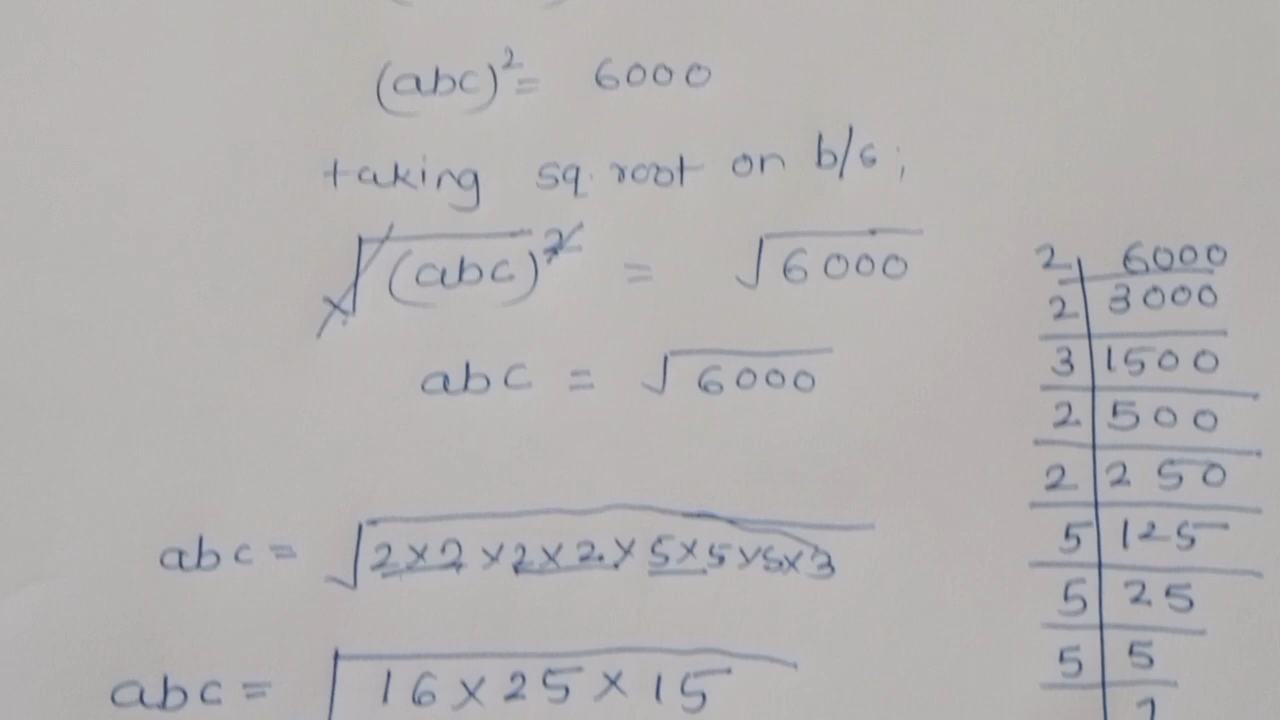 (abc)² = 6000
taking sq. root on b/s;
√(abc)² = √6000
abc = √6000
abc = √2×2×2×2×5×5×5×3
abc = √16×25×15
2 | 6000
2 | 3000
3 | 1500
2 | 500
2 | 250
5 | 125
5 | 25
5 | 5